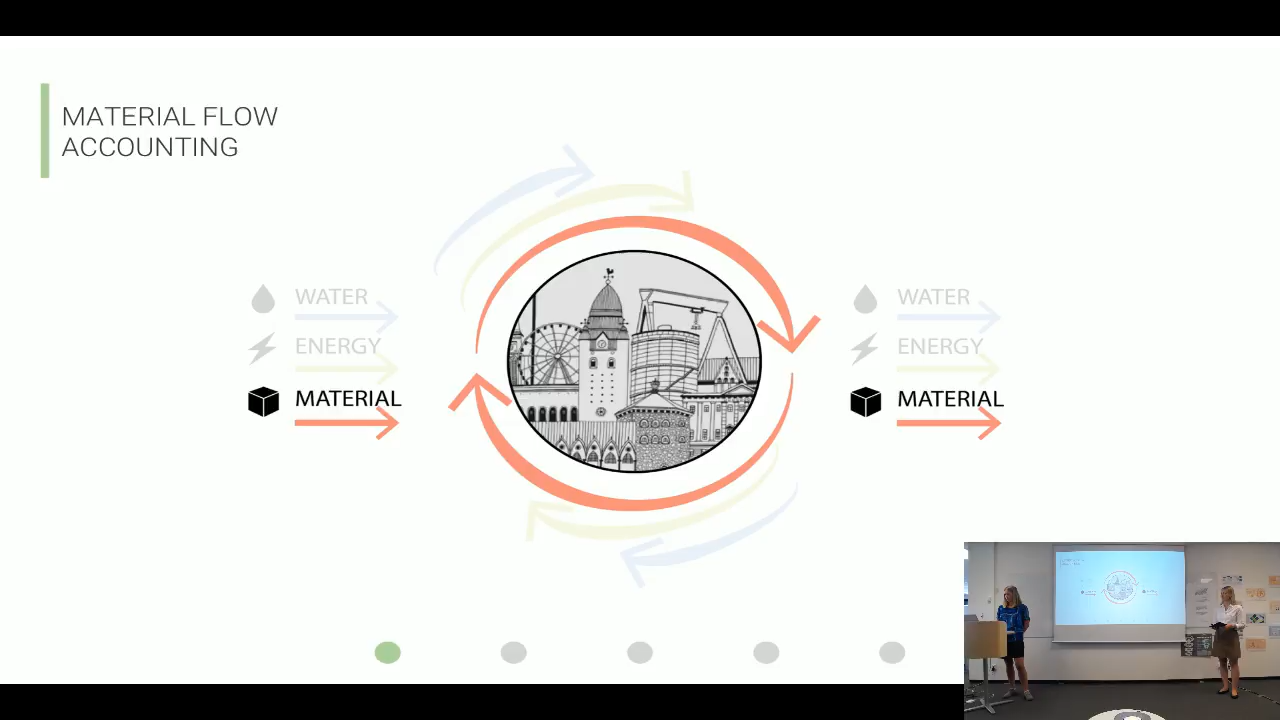 MATERIAL FLOW
ACCOUNTING
WATER
ENERGY
MATERIAL
WATER
ENERGY
MATERIAL